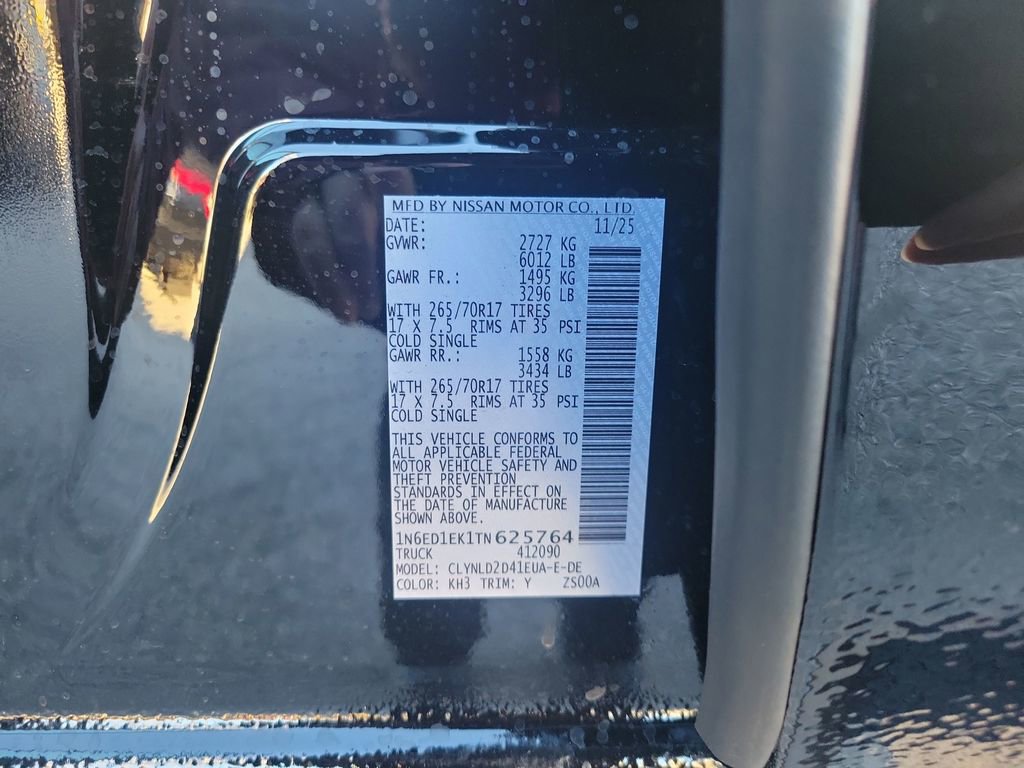 MFD BY NISSAN MOTOR CO., LTD.
DATE: 11/25
GVWR: 2727 KG
6012 LB
GAWR FR.: 1495 KG
3296 LB
WITH 265/70R17 TIRES
17 X 7.5 RIMS AT 35 PSI
COLD SINGLE
GAWR RR.: 1558 KG
3434 LB
WITH 265/70R17 TIRES
17 X 7.5 RIMS AT 35 PSI
COLD SINGLE
THIS VEHICLE CONFORMS TO
ALL APPLICABLE FEDERAL
MOTOR VEHICLE SAFETY AND
THEFT PREVENTION
STANDARDS IN EFFECT ON
THE DATE OF MANUFACTURE
SHOWN ABOVE.
1N6ED1EK1TN625764
TRUCK 412090
MODEL: CLYNLD2D41EUA-E-DE
COLOR: KH3 TRIM: Y ZS00A